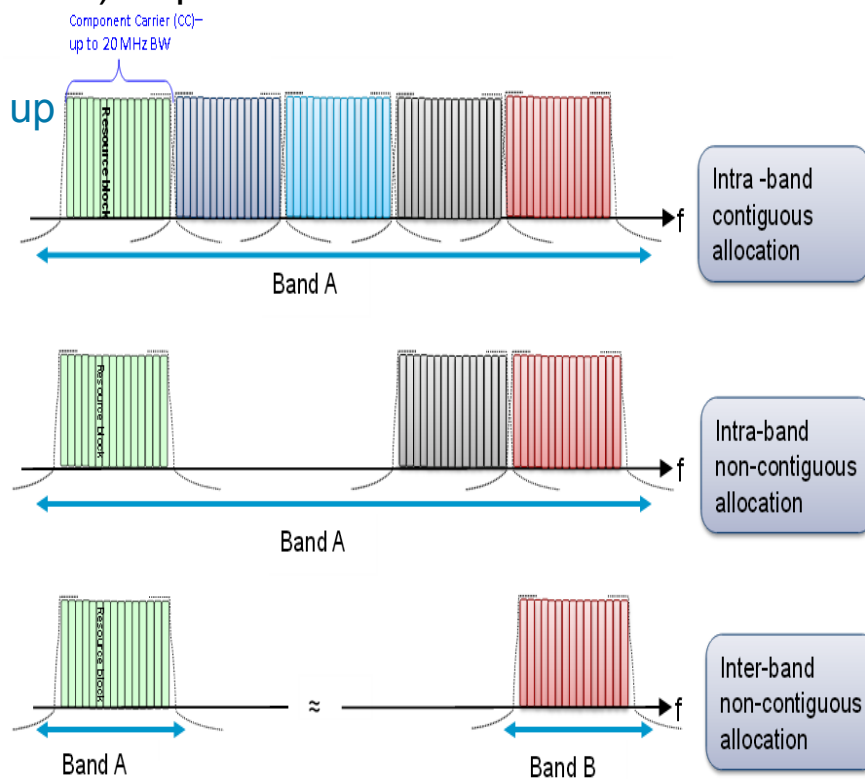 Component Carrier (CC)–
up to 20 MHz BW
up
Resource block
f
Intra -band
contiguous
allocation
Band A
Resource block
f
Intra-band
non-contiguous
allocation
Band A
Resource block
≈
f
Inter-band
non-contiguous
allocation
Band A
Band B